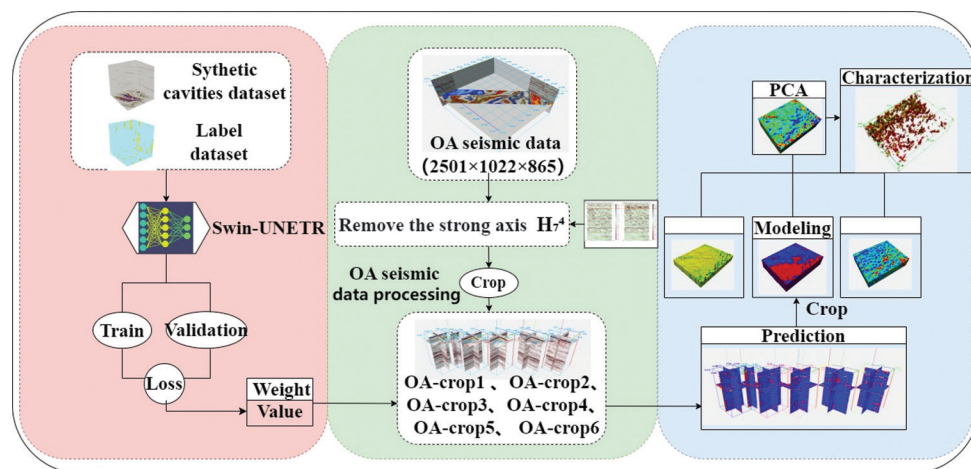 Sythetic
cavities dataset
Label
dataset
Swin-UNETR
Train
Validation
Loss
Weight
Value
OA seismic data
(2501×1022×865)
Remove the strong axis H₇⁴
OA seismic
data processing
Crop
OA-crop1、OA-crop2、
OA-crop3、OA-crop4、
OA-crop5、OA-crop6
PCA
Characterization
Modeling
Crop
Prediction